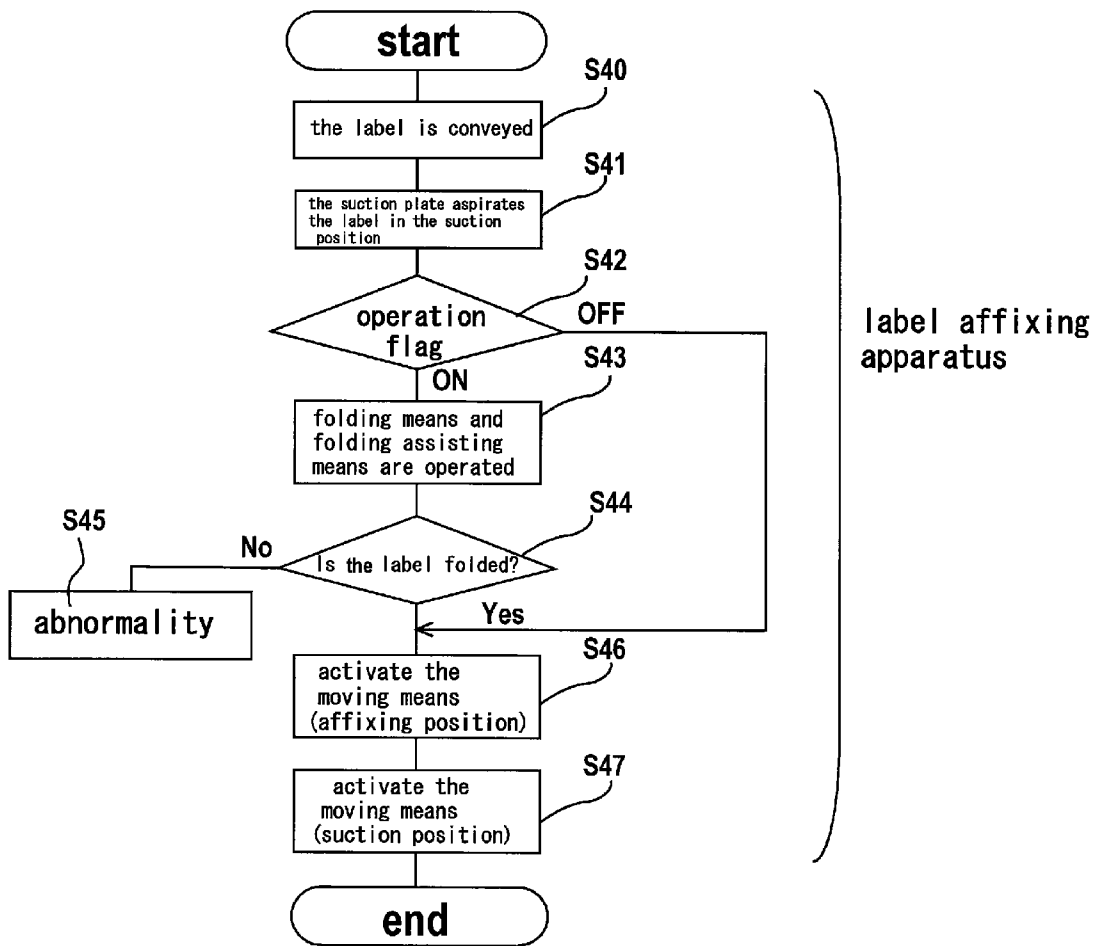 start
S40
the label is conveyed
S41
the suction plate aspirates
the label in the suction
position
S42
operation
flag
OFF
ON
S43
folding means and
folding assisting
means are operated
S44
Is the label folded?
No
S45
abnormality
Yes
S46
activate the
moving means
(affixing position)
S47
activate the
moving means
(suction position)
end
label affixing
apparatus